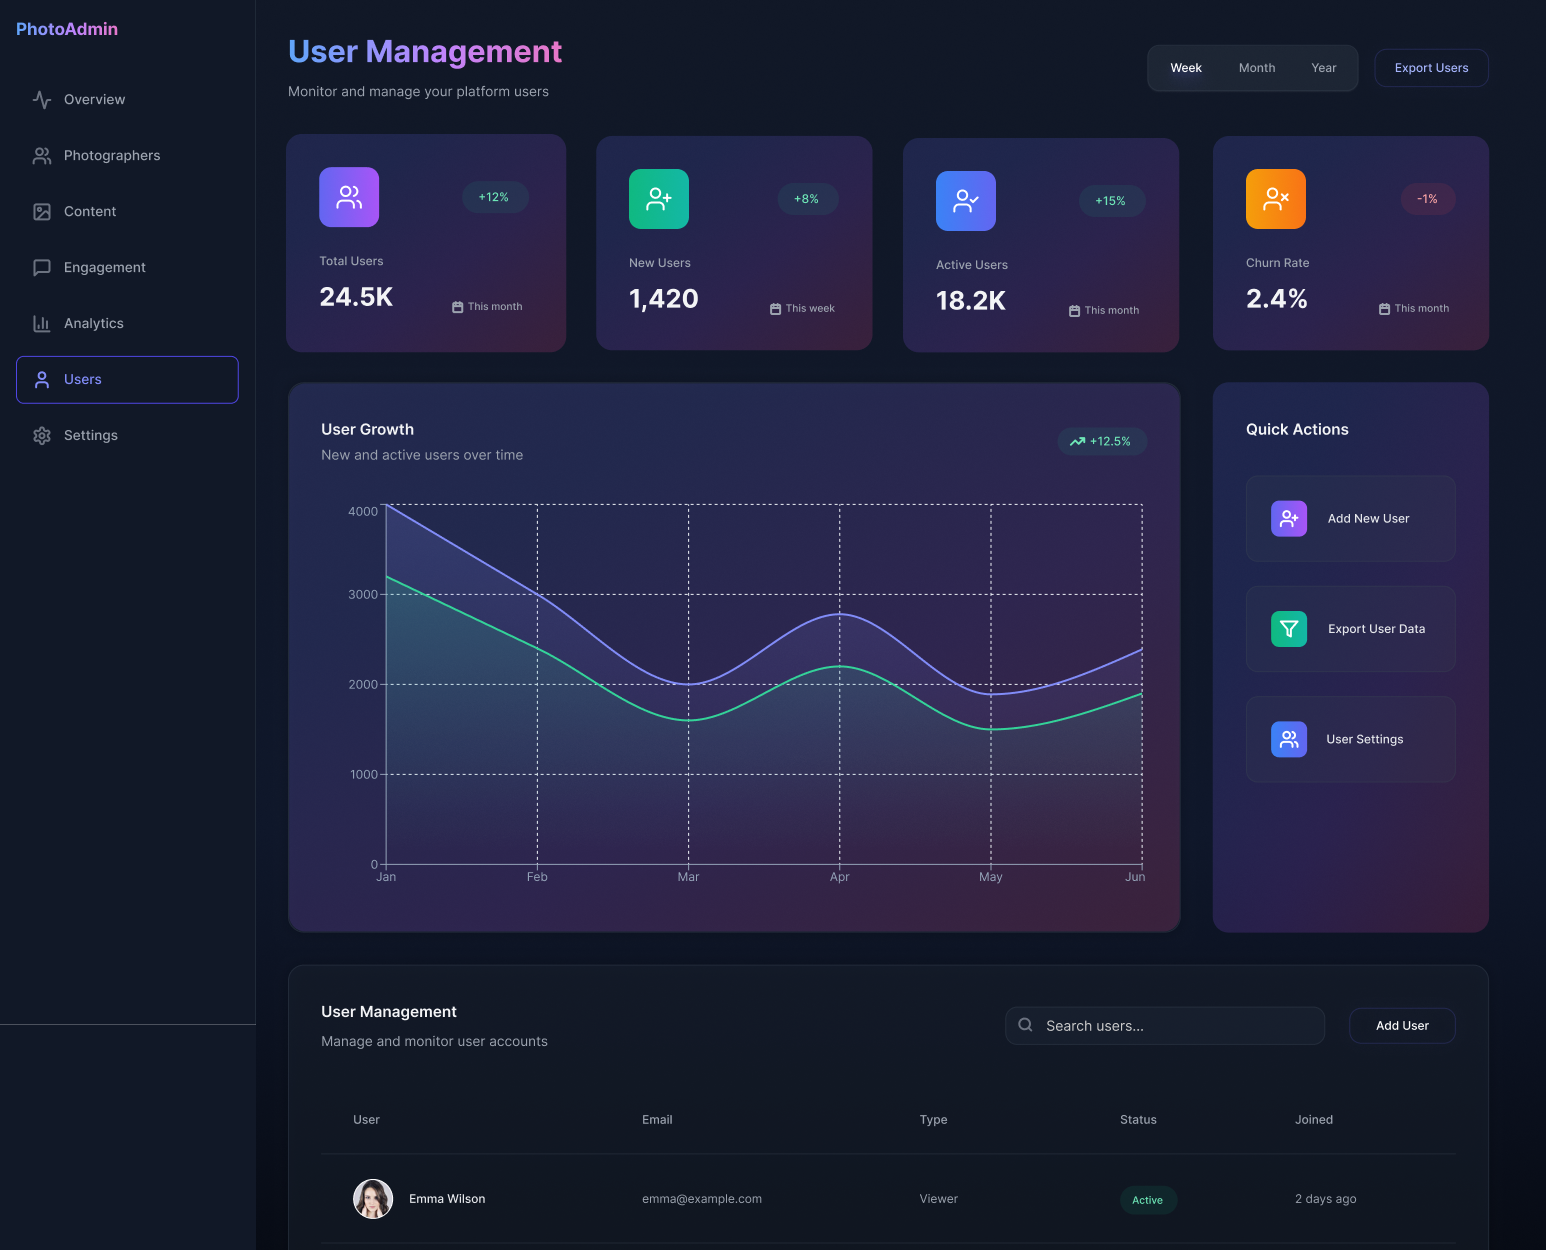 PhotoAdmin
Overview
Photographers
Content
Engagement
Analytics
Users
Settings
User Management
Monitor and manage your platform users
Week Month Year
Export Users
+12%
Total Users
24.5K
This month
+8%
New Users
1,420
This week
+15%
Active Users
18.2K
This month
-1%
Churn Rate
2.4%
This month
User Growth
New and active users over time
+12.5%
4000
3000
2000
1000
0
Jan Feb Mar Apr May Jun
Quick Actions
Add New User
Export User Data
User Settings
User Management
Manage and monitor user accounts
Search users...
Add User
User Email Type Status Joined
Emma Wilson emma@example.com Viewer Active 2 days ago